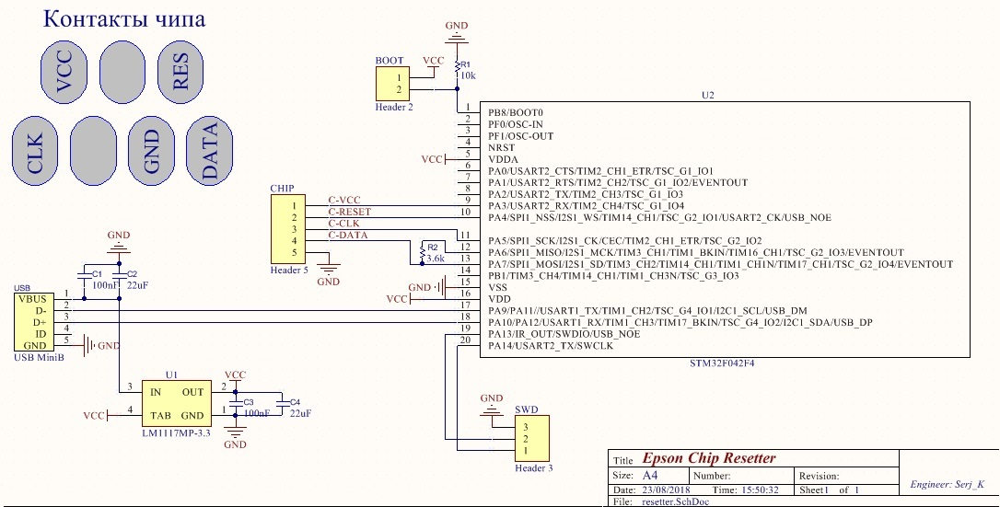 Контакты чипа
VCC
RES
CLK
GND
DATA
GND
BOOT
VCC
1
2
Header 2
R1
10k
U2
1 PB8/BOOT0
2 PF0/OSC-IN
3 PF1/OSC-OUT
4 NRST
VCC 5 VDDA
6 PA0/USART2_CTS/TIM2_CH1_ETR/TSC_G1_IO1
7 PA1/USART2_RTS/TIM2_CH2/TSC_G1_IO2/EVENTOUT
8 PA2/USART2_TX/TIM2_CH3/TSC_G1_IO3
9 PA3/USART2_RX/TIM2_CH4/TSC_G1_IO4
10 PA4/SPI1_NSS/I2S1_WS/TIM14_CH1/TSC_G2_IO1/USART2_CK/USB_NOE
11 PA5/SPI1_SCK/I2S1_CK/CEC/TIM2_CH1_ETR/TSC_G2_IO2
12 PA6/SPI1_MISO/I2S1_MCK/TIM3_CH1/TIM1_BKIN/TIM16_CH1/TSC_G2_IO3/EVENTOUT
13 PA7/SPI1_MOSI/I2S1_SD/TIM3_CH2/TIM14_CH1/TIM1_CH1N/TIM17_CH1/TSC_G2_IO4/EVENTOUT
14 PB1/TIM3_CH4/TIM14_CH1/TIM1_CH3N/TSC_G3_IO3
GND 15 VSS
VCC 16 VDD
17 PA9/PA11//USART1_TX/TIM1_CH2/TSC_G4_IO1/I2C1_SCL/USB_DM
18 PA10/PA12/USART1_RX/TIM1_CH3/TIM17_BKIN/TSC_G4_IO2/I2C1_SDA/USB_DP
19 PA13/IR_OUT/SWDIO/USB_NOE
20 PA14/USART2_TX/SWCLK
STM32F042F4
CHIP
1 C-VCC
2 C-RESET
3 C-CLK
4 C-DATA
5
Header 5
GND
R2
3.6k
GND
C1
100nF
C2
22uF
USB
VBUS 1
D- 2
D+ 3
ID 4
GND 5 GND
USB MiniB
U1
VCC
3 IN OUT 2
VCC 4 TAB GND 1
LM1117MP-3.3
C3
100nF
C4
22uF
GND
GND
SWD
3
2
1
Header 3
Title Epson Chip Resetter
Size: A4 Number: Revision:
Date: 23/08/2018 Time: 15:50:32 Sheet1 of 1
File: resetter.SchDoc
Engineer: Serj_K